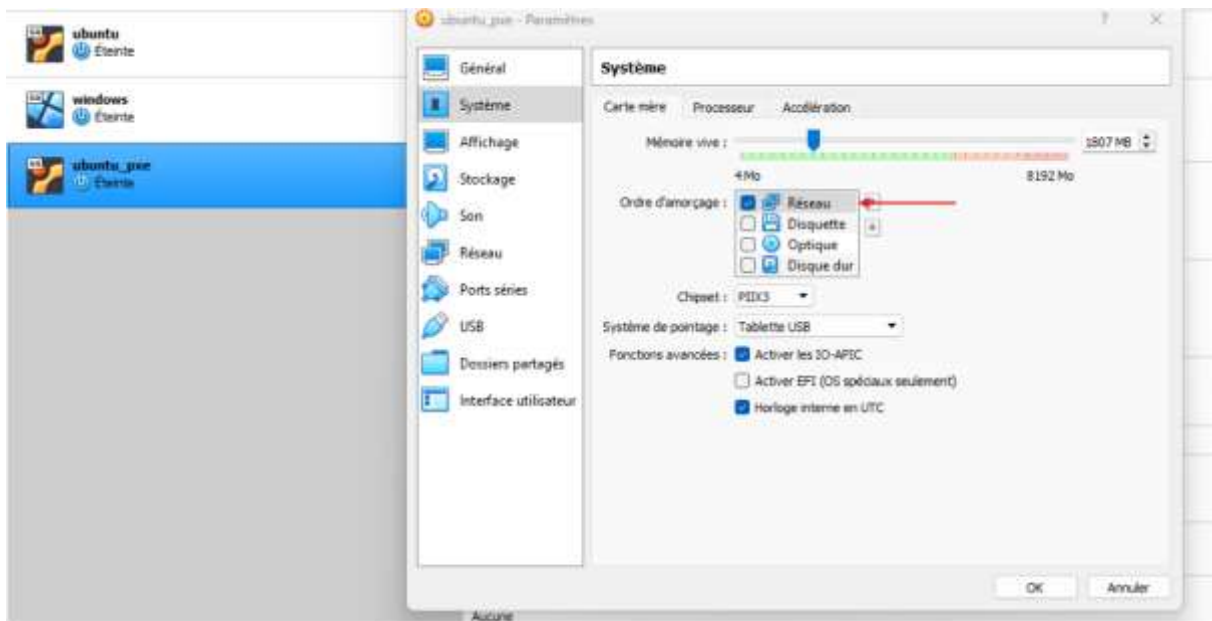 ubuntu
Éteinte
windows
Éteinte
ubuntu_pxe
Éteinte
ubuntu_pxe - Paramètres
?
Général
Système
Affichage
Stockage
Son
Réseau
Ports séries
USB
Dossiers partagés
Interface utilisateur
Système
Carte mère Processeur Accélération
Mémoire vive : 1807 MB
4 Mo 8192 Mo
Ordre d'amorçage : Réseau
Disquette
Optique
Disque dur
Chipset : PIIX3
Système de pointage : Tablette USB
Fonctions avancées : Activer les IO-APIC
Activer EFI (OS spéciaux seulement)
Horloge interne en UTC
OK Annuler
Aucune